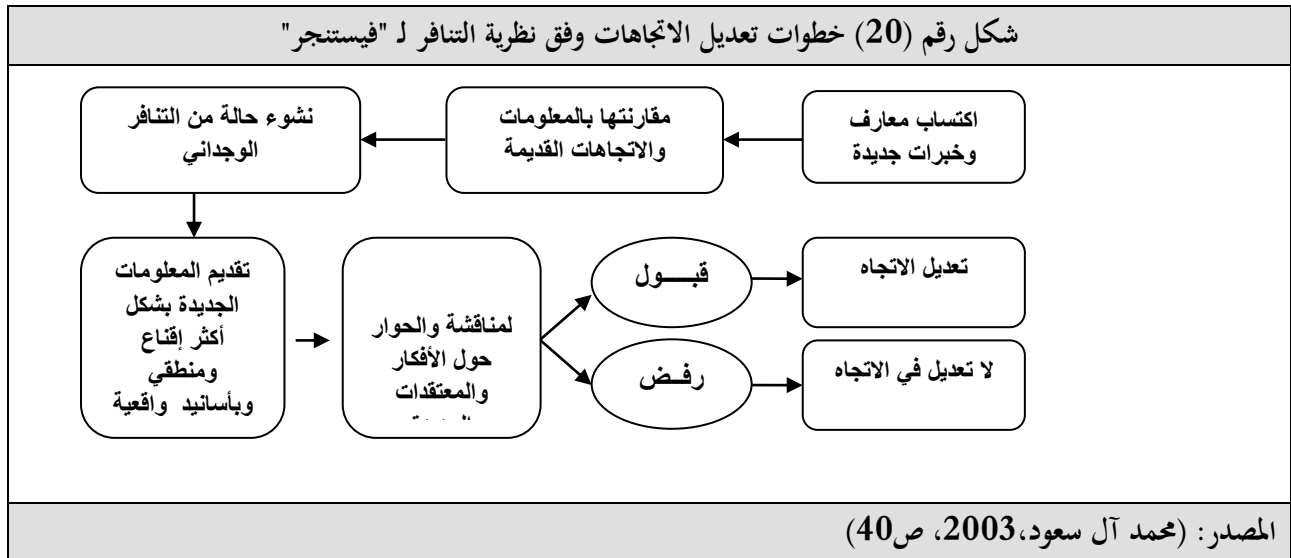 شكل رقم (20) خطوات تعديل الاتجاهات وفق نظرية التنافر لـ "فيستنجر"
اكتساب معارف
وخبرات جديدة
مقارنتها بالمعلومات
والاتجاهات القديمة
نشوء حالة من التنافر
الوجداني
تقديم المعلومات
الجديدة بشكل
أكثر إقناع
ومنطقي
وبأسانيد واقعية
لمناقشة والحوار
حول الأفكار
والمعتقدات
قبــــول
تعديل الاتجاه
رفــض
لا تعديل في الاتجاه
المصدر: (محمد آل سعود،2003، ص40)